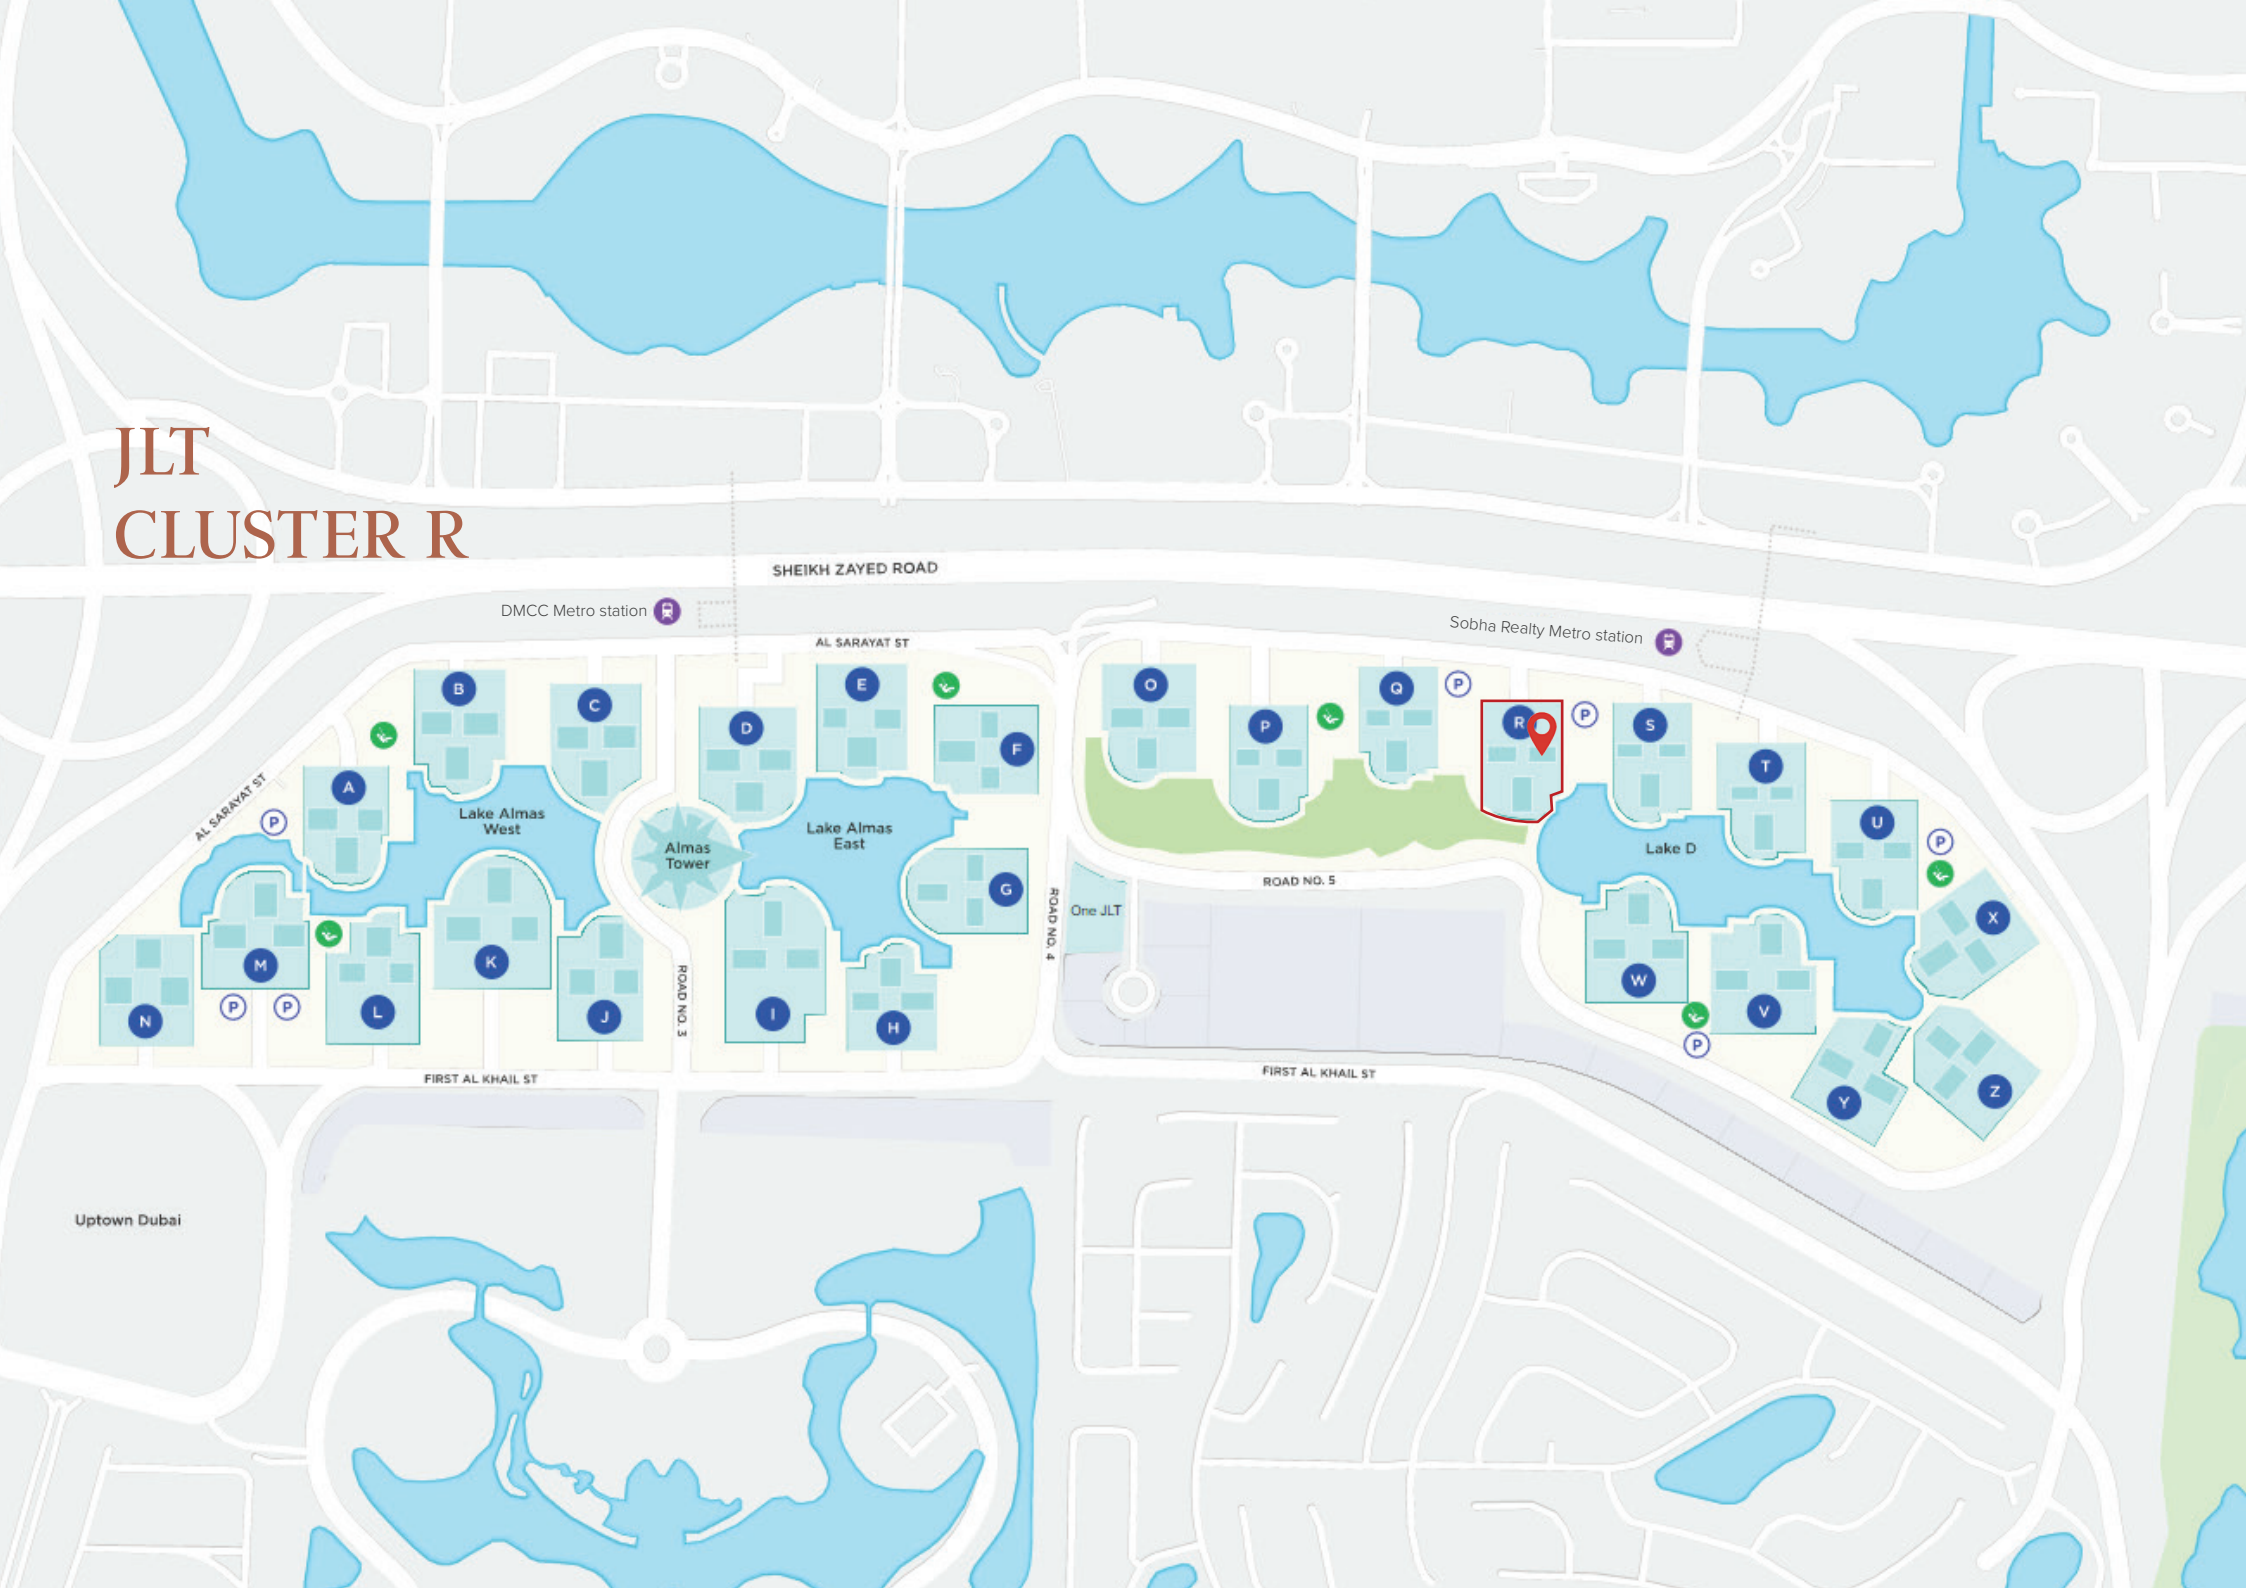 JLT
CLUSTER R
SHEIKH ZAYED ROAD
DMCC Metro station
Sobha Realty Metro station
AL SARAYAT ST
AL SARAYAT ST
B
C
D
E
F
A
P
Lake Almas
West
Almas
Tower
Lake Almas
East
G
M
N
P
P
L
K
J
I
H
ROAD NO. 3
ROAD NO. 4
FIRST AL KHAIL ST
O
P
Q
P
R
P
S
T
U
P
X
Lake D
ROAD NO. 5
One JLT
W
V
P
Y
Z
FIRST AL KHAIL ST
Uptown Dubai